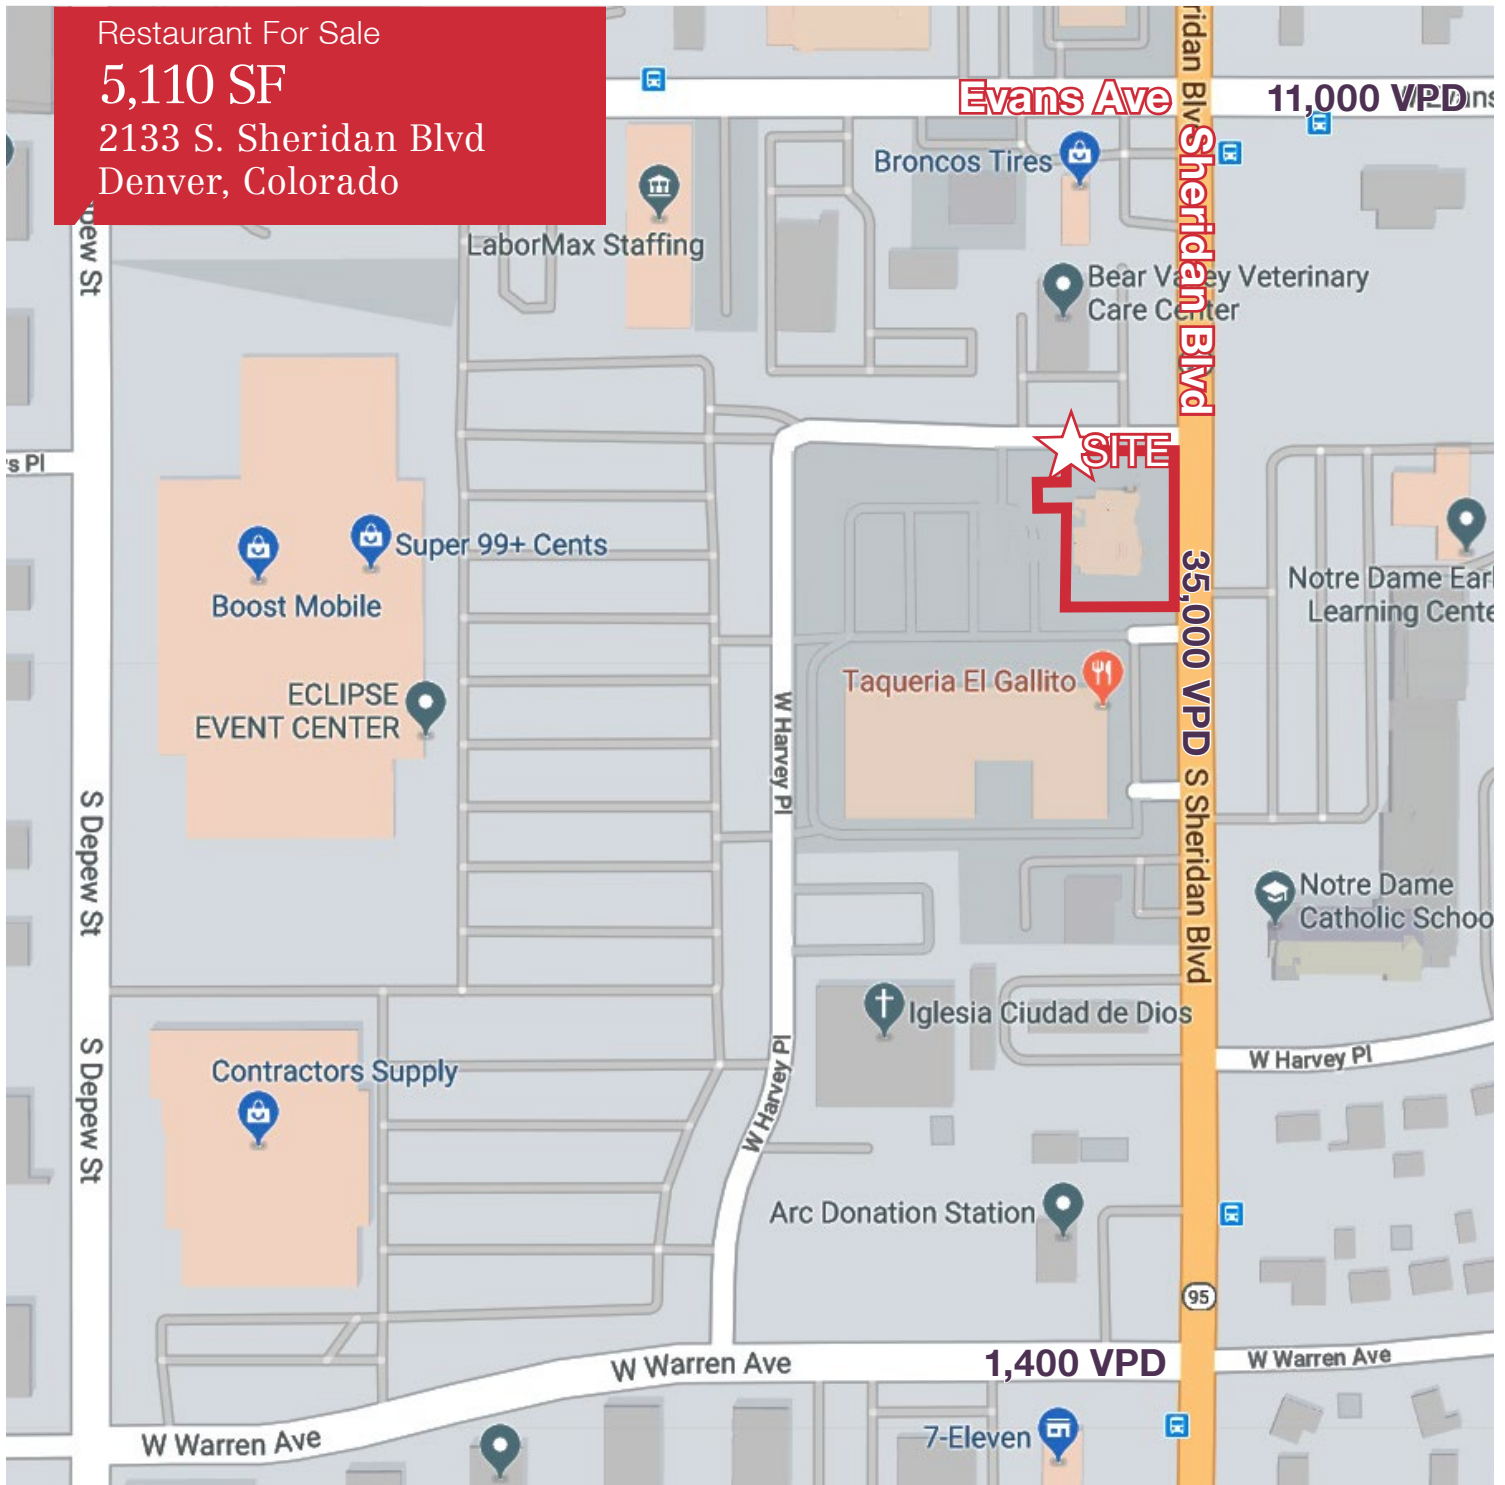 Restaurant For Sale
5,110 SF
2133 S. Sheridan Blvd
Denver, Colorado
Evans Ave
11,000 VPD
Sheridan Blvd
Broncos Tires
LaborMax Staffing
Bear Valley Veterinary
Care Center
SITE
s Pl
Super 99+ Cents
Boost Mobile
35,000 VPD
Notre Dame Earl
Learning Cente
Taqueria El Gallito
ECLIPSE
EVENT CENTER
W Harvey Pl
S Sheridan Blvd
S Depew St
Notre Dame
Catholic Schoo
Iglesia Ciudad de Dios
W Harvey Pl
W Harvey Pl
S Depew St
Contractors Supply
Arc Donation Station
95
W Warren Ave
1,400 VPD
W Warren Ave
W Warren Ave
7-Eleven